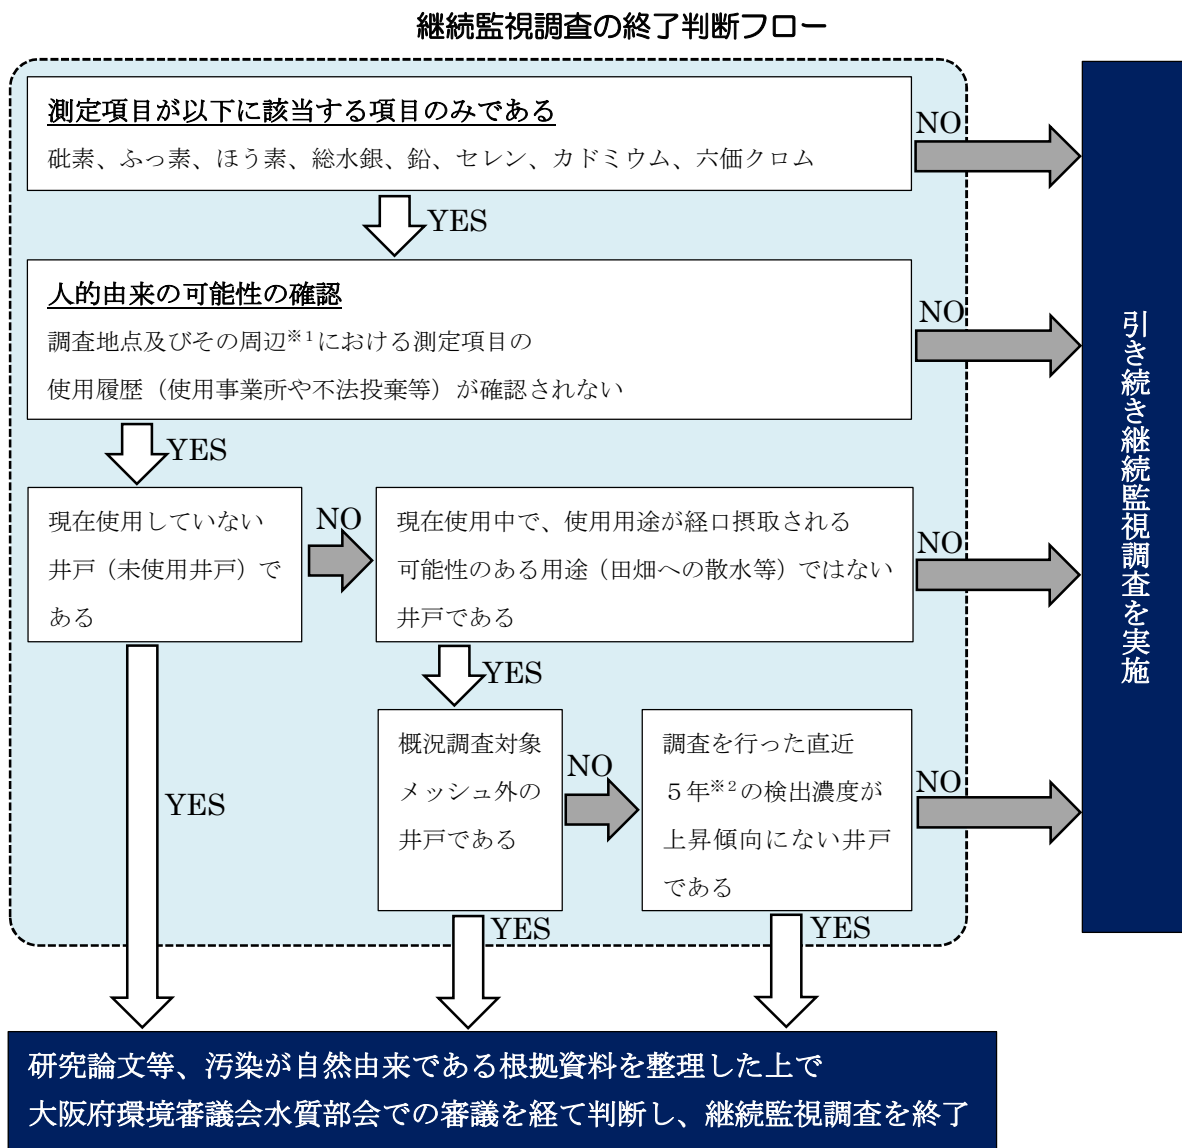 継続監視調査の終了判断フロー
測定項目が以下に該当する項目のみである
砒素、ふっ素、ほう素、総水銀、鉛、セレン、カドミウム、六価クロム
NO
YES
人的由来の可能性の確認
調査地点及びその周辺※1における測定項目の
使用履歴（使用事業所や不法投棄等）が確認されない
NO
YES
現在使用していない
井戸（未使用井戸）で
ある
NO
現在使用中で、使用用途が経口摂取される
可能性のある用途（田畑への散水等）ではない
井戸である
NO
YES
YES
概況調査対象
メッシュ外の
井戸である
NO
調査を行った直近
５年※2の検出濃度が
上昇傾向にない井戸
である
NO
YES
YES
引き続き継続監視調査を実施
研究論文等、汚染が自然由来である根拠資料を整理した上で
大阪府環境審議会水質部会での審議を経て判断し、継続監視調査を終了